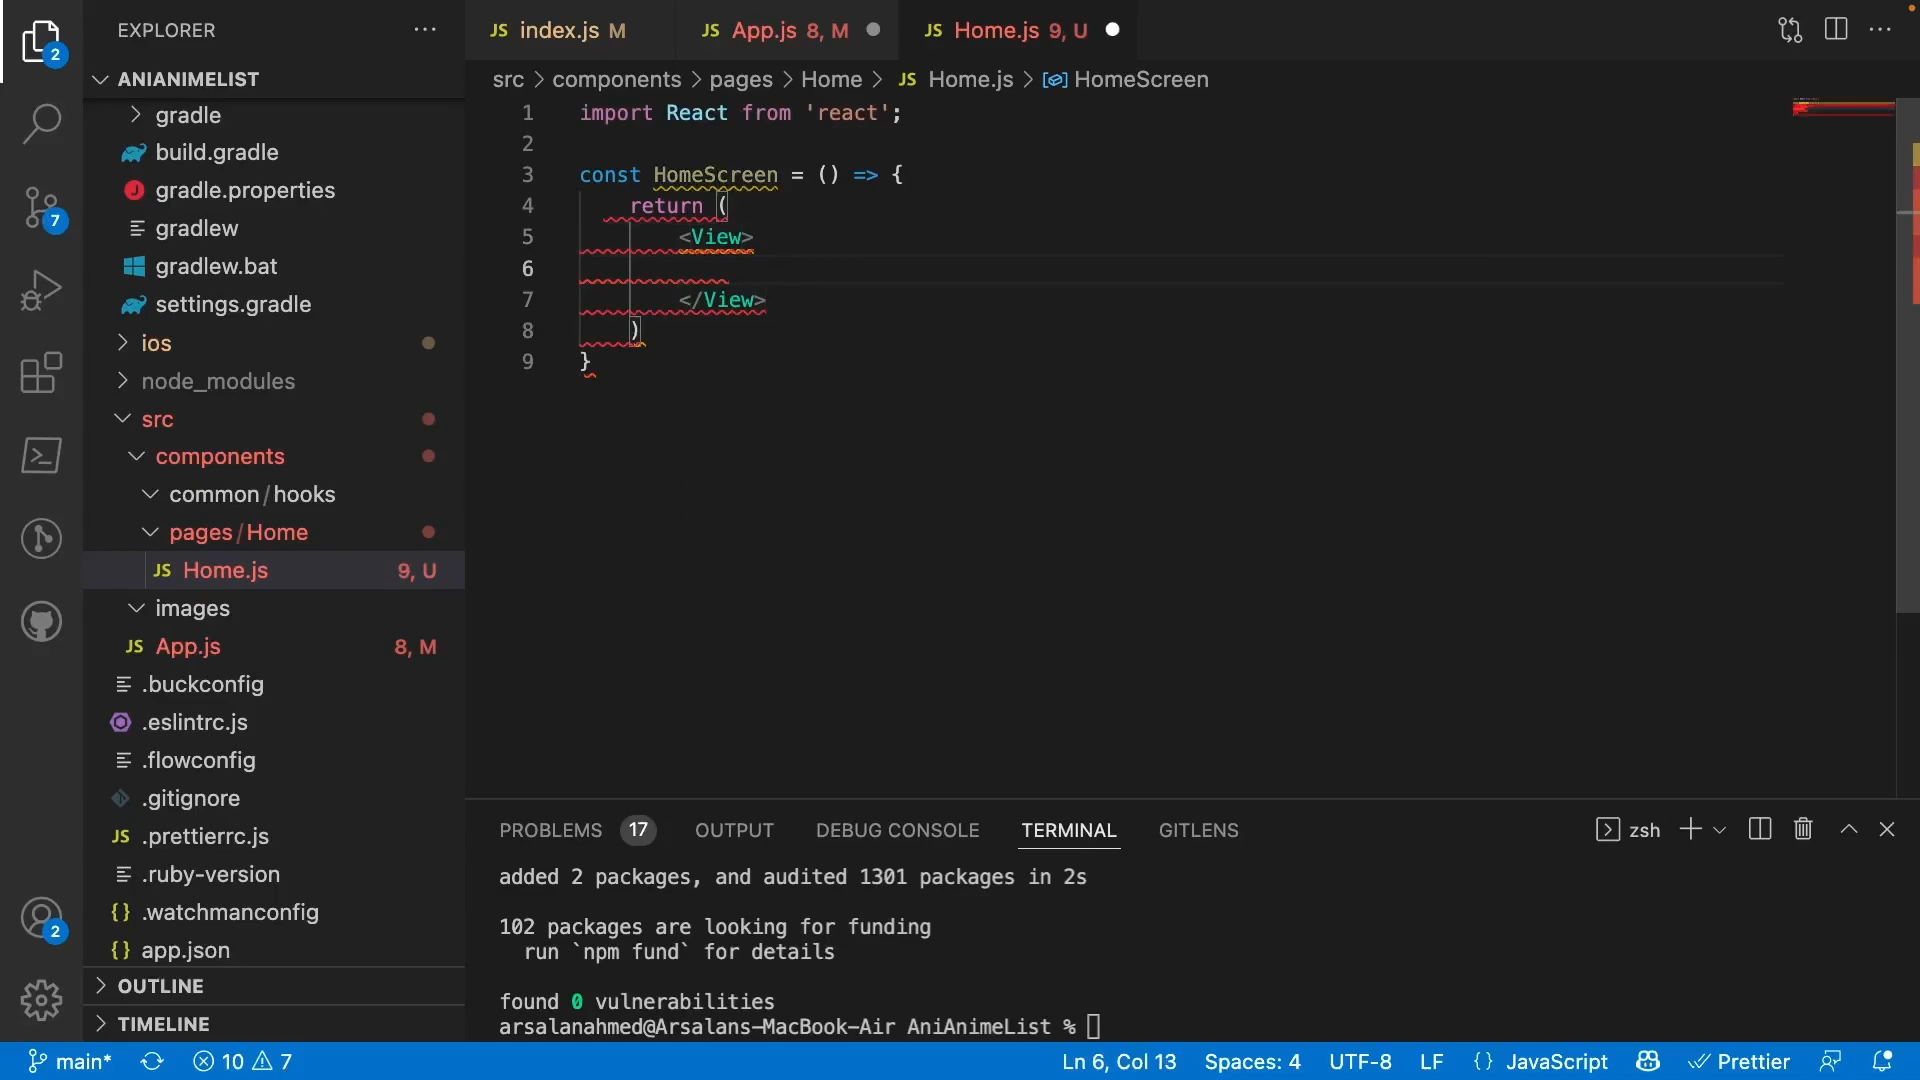 EXPLORER
index.js M
App.js 8, M
Home.js 9, U
ANIANIMELIST
src > components > pages > Home > JS Home.js > HomeScreen
gradle
build.gradle
gradle.properties
gradlew
gradlew.bat
settings.gradle
ios
node_modules
src
components
common/hooks
pages/Home
JS Home.js 9, U
images
JS App.js 8, M
.buckconfig
.eslintrc.js
.flowconfig
.gitignore
JS .prettierrc.js
.ruby-version
{} .watchmanconfig
{} app.json
OUTLINE
TIMELINE
1 import React from 'react';
2
3 const HomeScreen = () => {
4 return (
5 <View>
6
7 </View>
8 )
9 }
PROBLEMS 17 OUTPUT DEBUG CONSOLE TERMINAL GITLENS
zsh
added 2 packages, and audited 1301 packages in 2s
102 packages are looking for funding
run `npm fund` for details
found 0 vulnerabilities
arsalanahmed@Arsalans-MacBook-Air AniAnimeList %
2
7
2
main* 10 7
Ln 6, Col 13 Spaces: 4 UTF-8 LF {} JavaScript Prettier